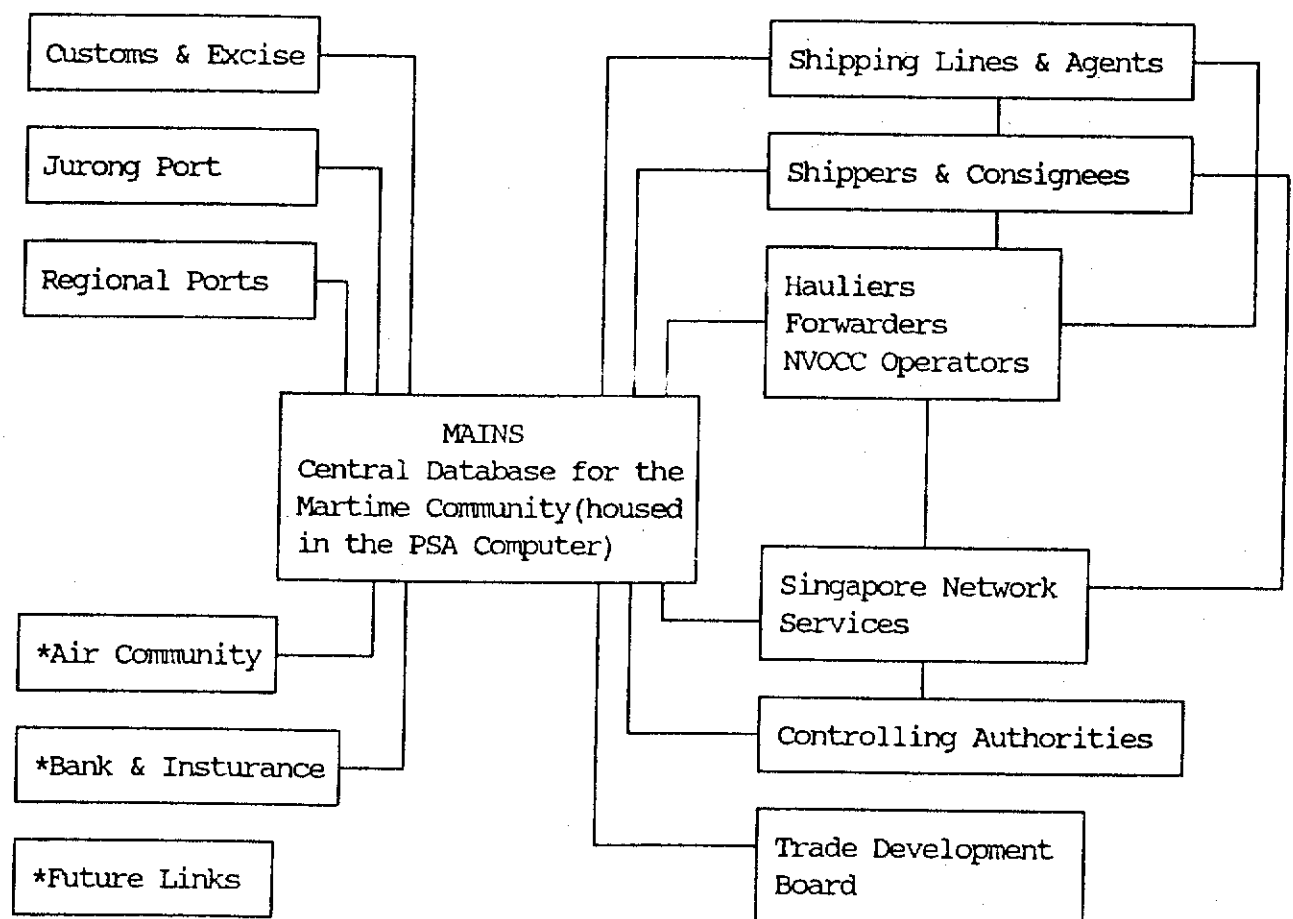 Customs & Excise
Jurong Port
Regional Ports
Shipping Lines & Agents
Shippers & Consignees
Hauliers
Forwarders
NVOCC Operators
MAINS
Central Database for the
Martime Community(housed
in the PSA Computer)
*Air Community
*Bank & Insturance
*Future Links
Singapore Network
Services
Controlling Authorities
Trade Development
Board